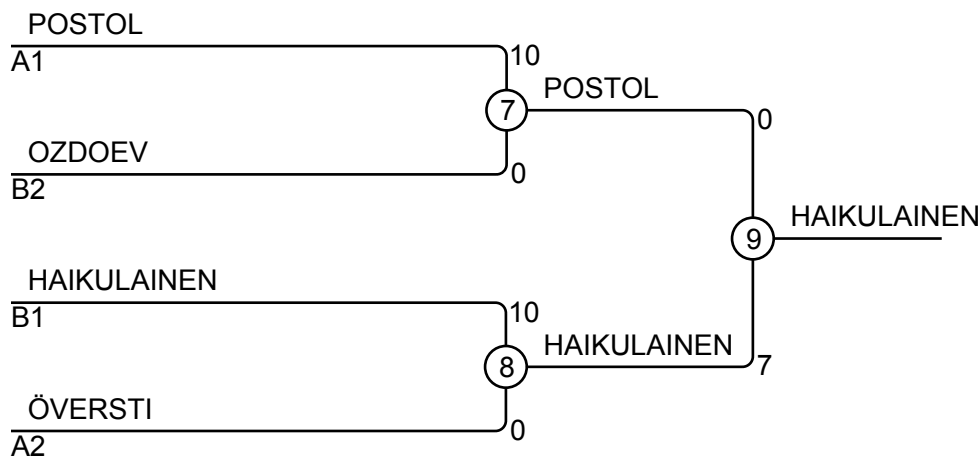 POSTOL
A1
10
7
POSTOL
OZDOEV
B2
0
0
9
HAIKULAINEN
HAIKULAINEN
B1
10
8
HAIKULAINEN
7
ÖVERSTI
A2
0